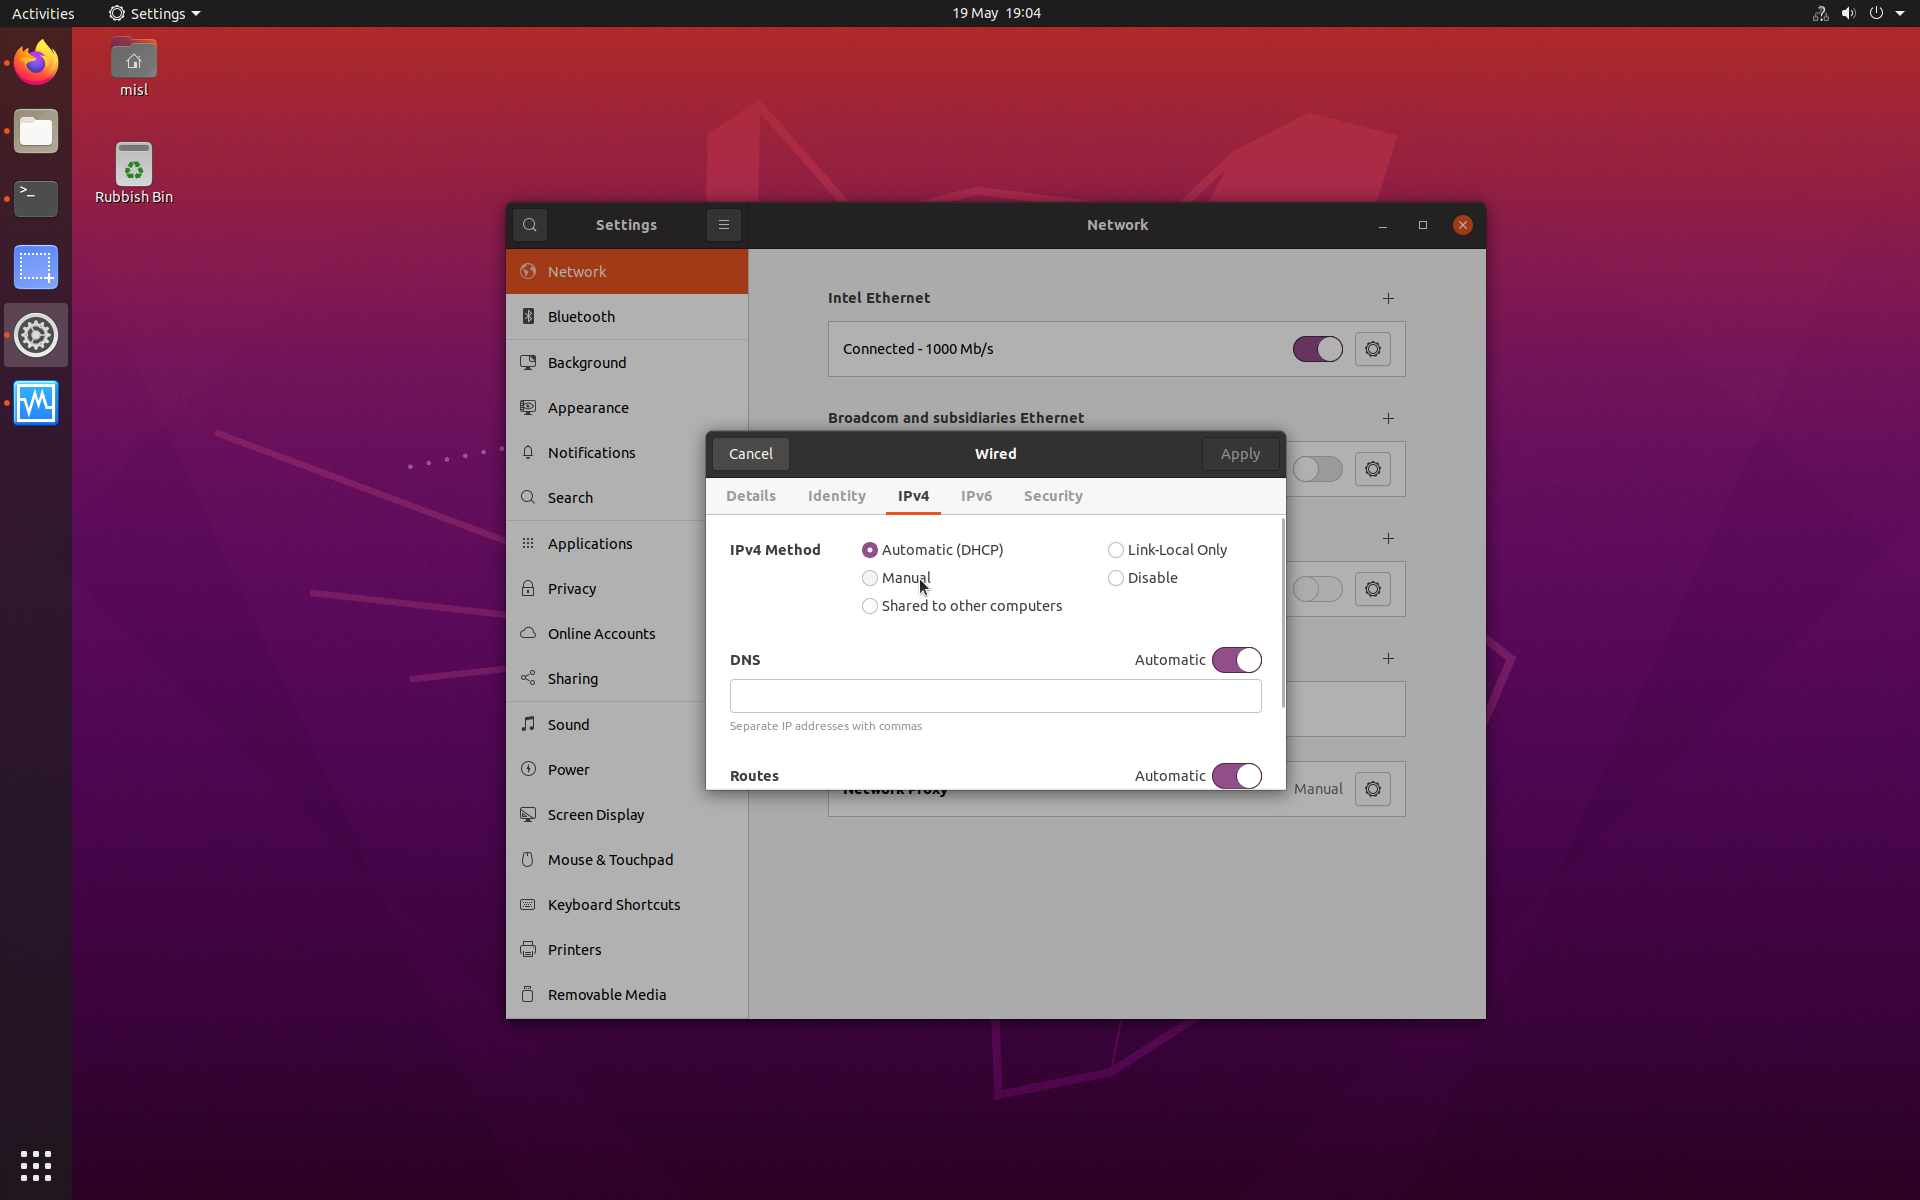 Activities
Settings
19 May 19:04
misl
Rubbish Bin
Settings
Network
Network
Bluetooth
Background
Appearance
Notifications
Search
Applications
Privacy
Online Accounts
Sharing
Sound
Power
Screen Display
Mouse & Touchpad
Keyboard Shortcuts
Printers
Removable Media
Intel Ethernet
Connected - 1000 Mb/s
Broadcom and subsidiaries Ethernet
Cancel
Wired
Apply
Details
Identity
IPv4
IPv6
Security
IPv4 Method
Automatic (DHCP)
Link-Local Only
Manual
Disable
Shared to other computers
DNS
Automatic
Separate IP addresses with commas
Routes
Automatic
Network Proxy
Manual